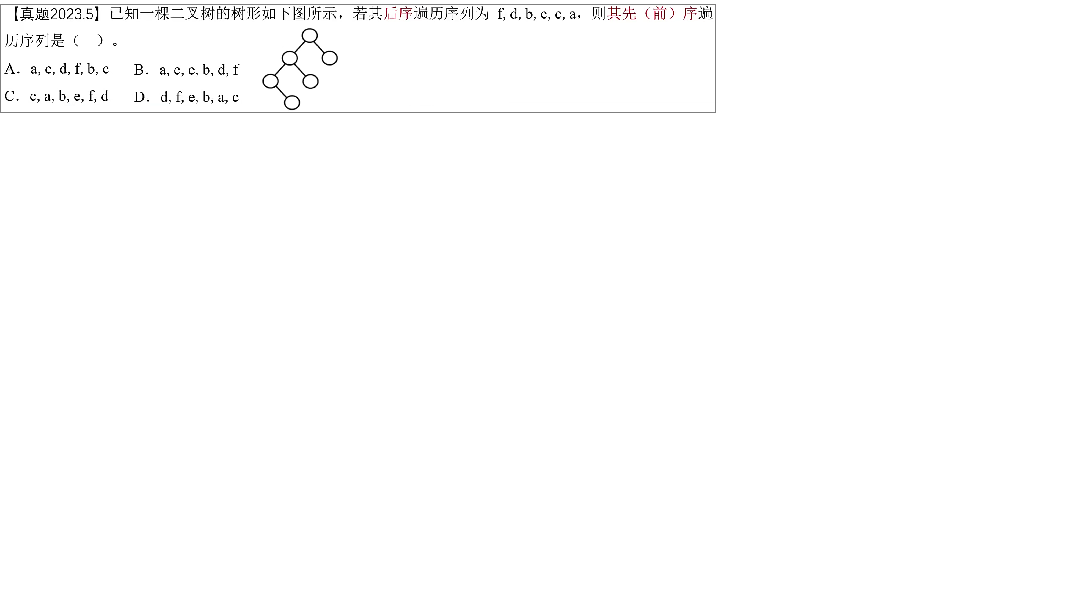 【真题2023.5】已知一棵二叉树的树形如下图所示，若其后序遍历序列为 f, d, b, e, c, a，则其先（前）序遍
历序列是（ ）。
A. a, e, d, f, b, c B. a, c, e, b, d, f
C. c, a, b, e, f, d D. d, f, e, b, a, c